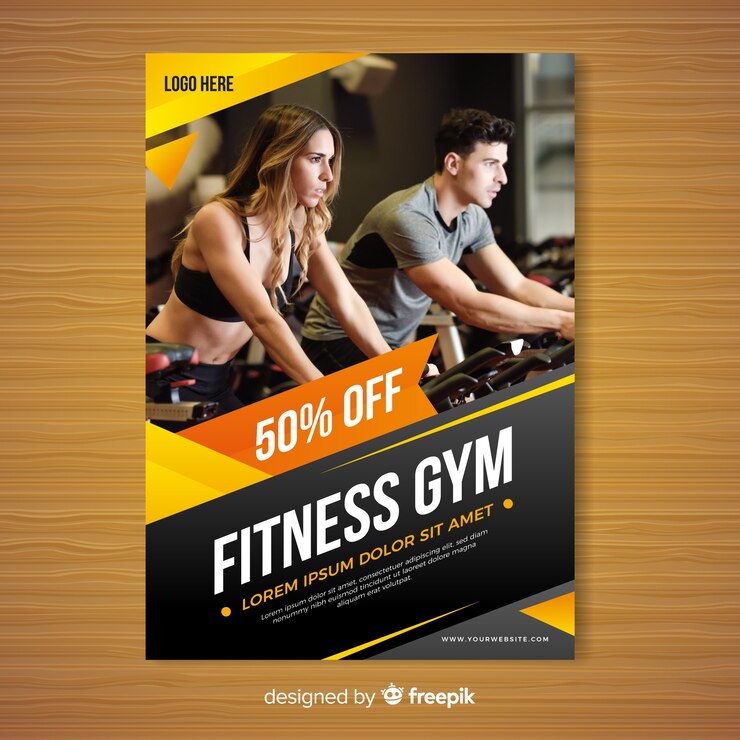 LOGO HERE
50% OFF
FITNESS GYM
LOREM IPSUM DOLOR SIT AMET
Lorem ipsum dolor sit amet, consectetuer adipiscing elit, sed diam
nonummy nibh euismod tincidunt ut laoreet dolore magna
aliquam erat volutpat.
WWW.YOURWEBSITE.COM
designed by freepik